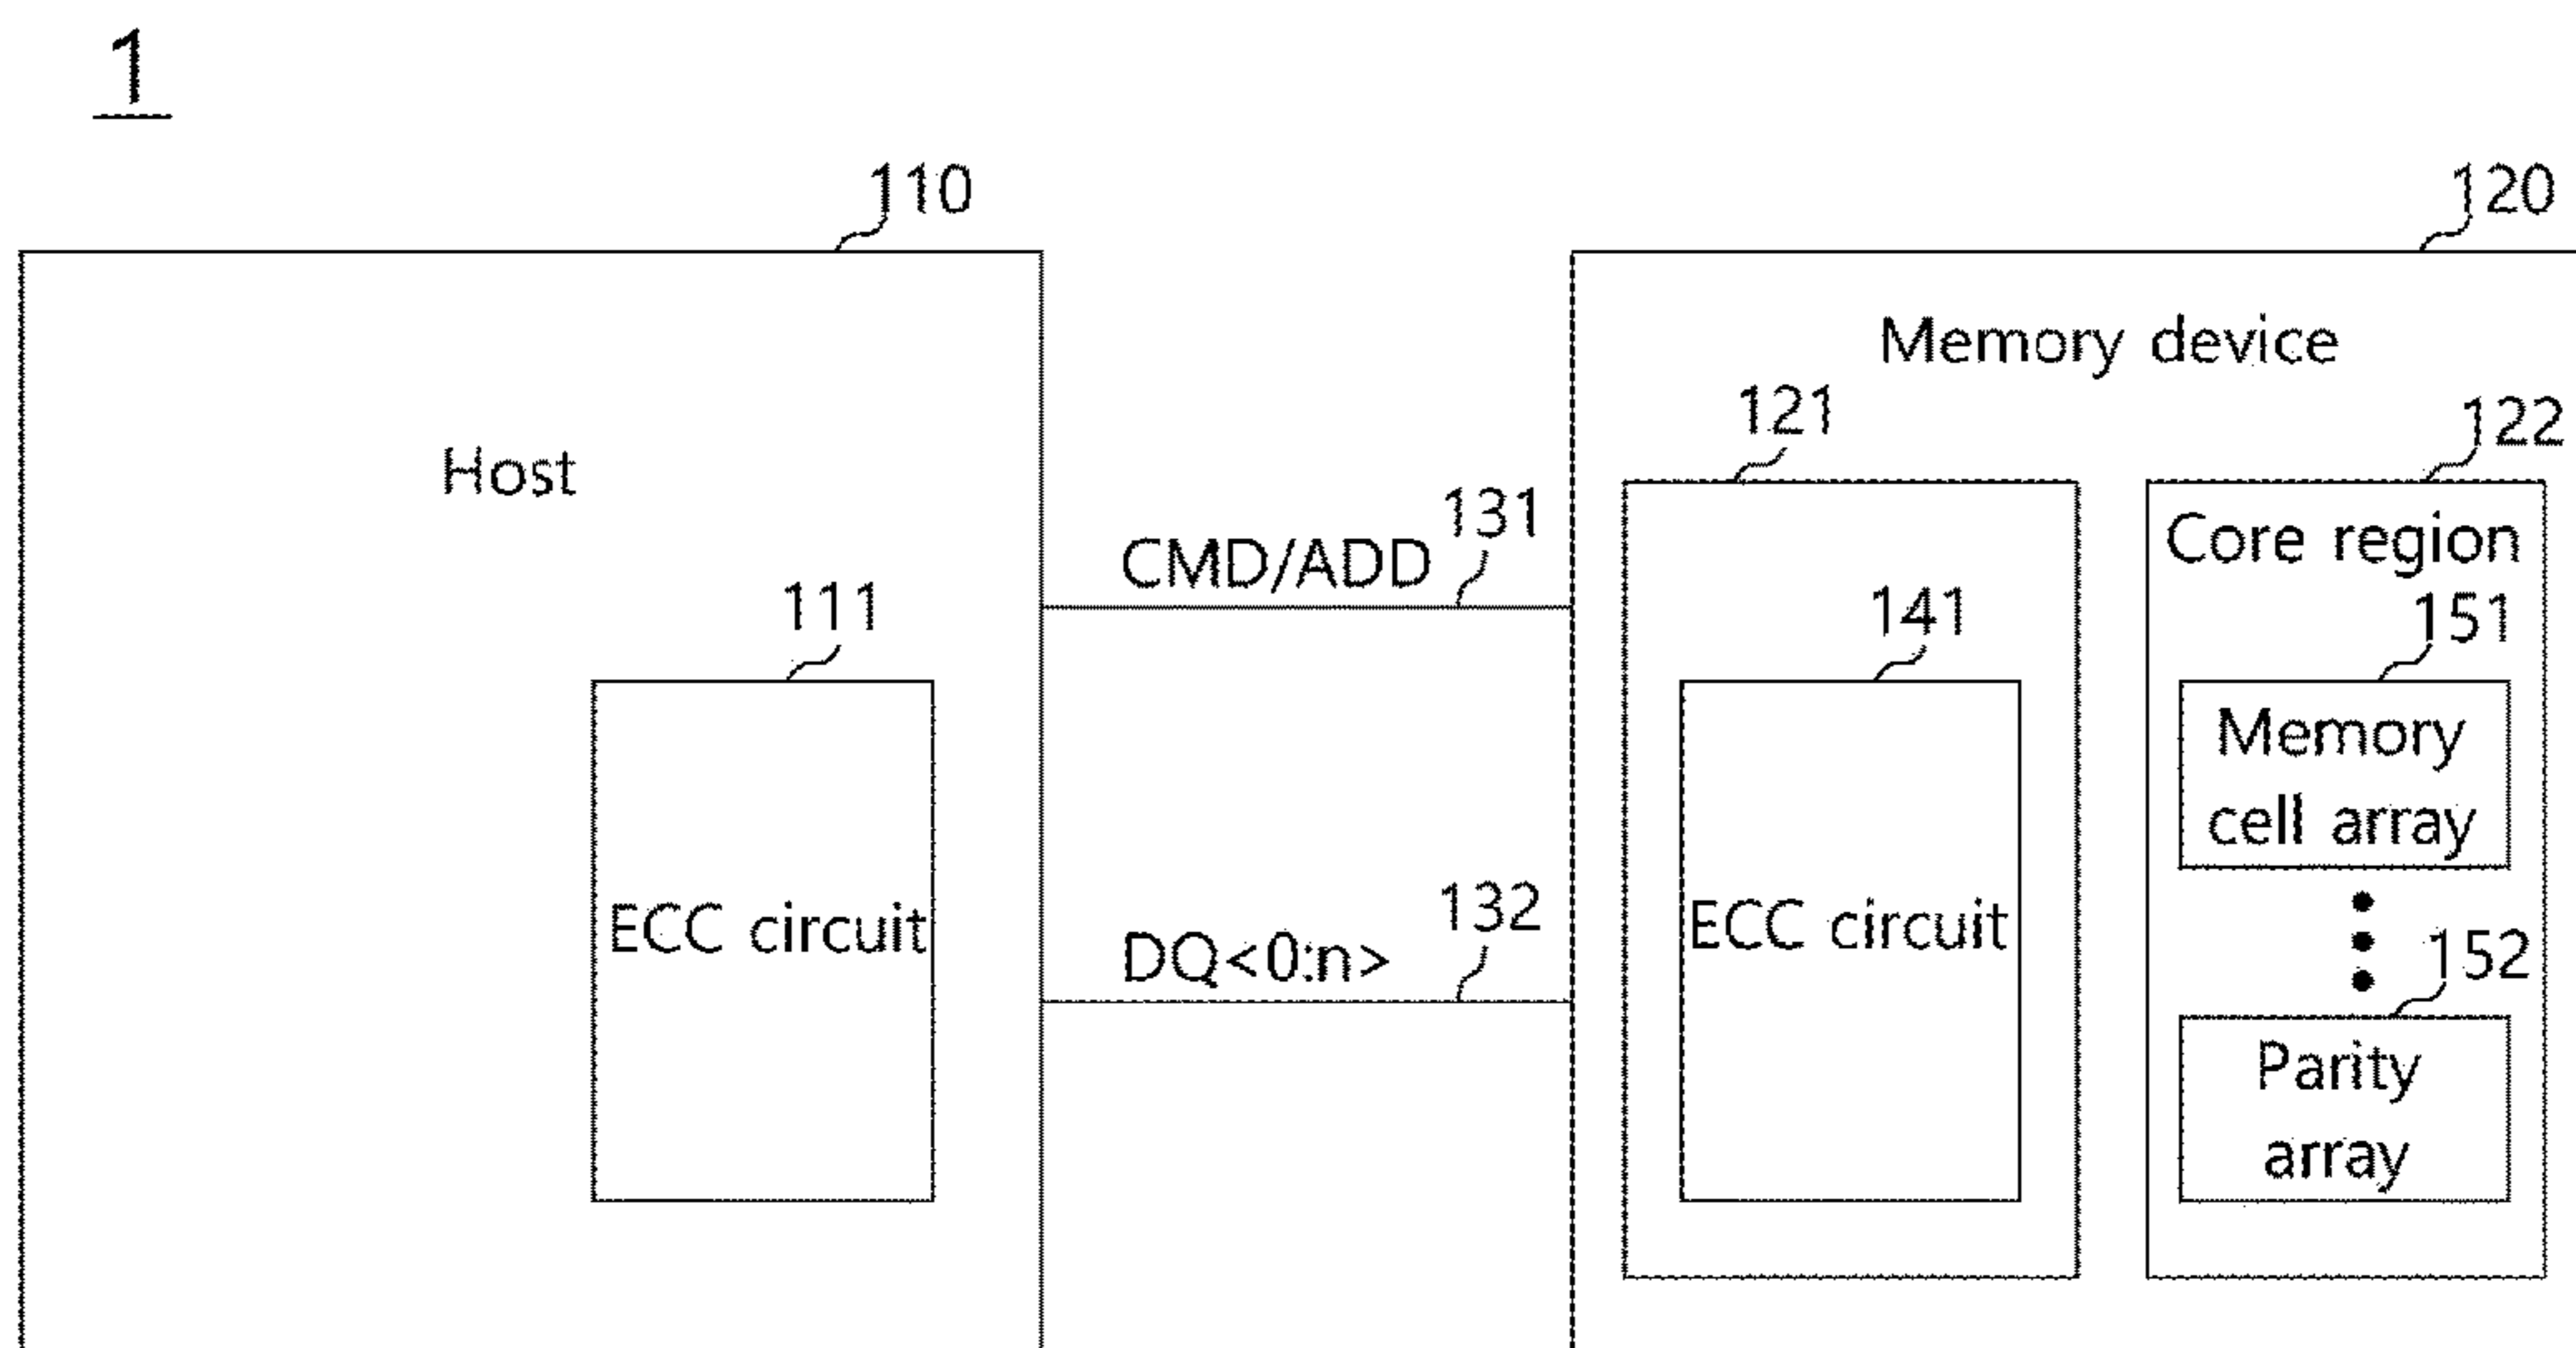 1
110
120
Memory device
121
122
Host
131
Core region
CMD/ADD
111
141
151
Memory
cell array
ECC circuit
132
ECC circuit
DQ<0:n>
152
Parity
array